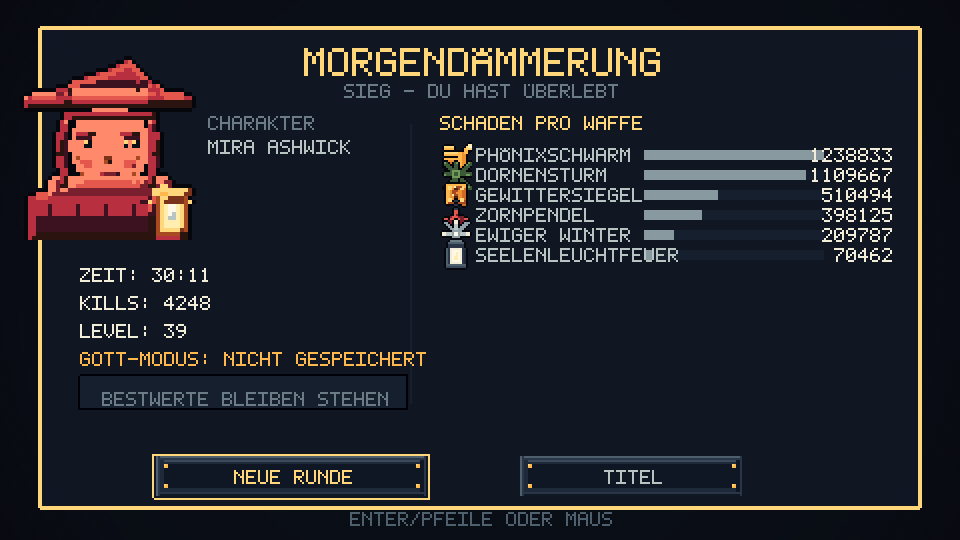 MORGENDÄMMERUNG
SIEG - DU HAST ÜBERLEBT
CHARAKTER
MIRA ASHWICK
ZEIT: 30:11
KILLS: 4248
LEVEL: 39
GOTT-MODUS: NICHT GESPEICHERT
BESTWERTE BLEIBEN STEHEN
SCHADEN PRO WAFFE
PHÖNIXSCHWARM 1238833
DORNENSTURM 1109667
GEWITTERSIEGEL 510494
ZORNPENDEL 398125
EWIGER WINTER 209787
SEELENLEUCHTFEUER 70462
NEUE RUNDE
TITEL
ENTER/PFEILE ODER MAUS